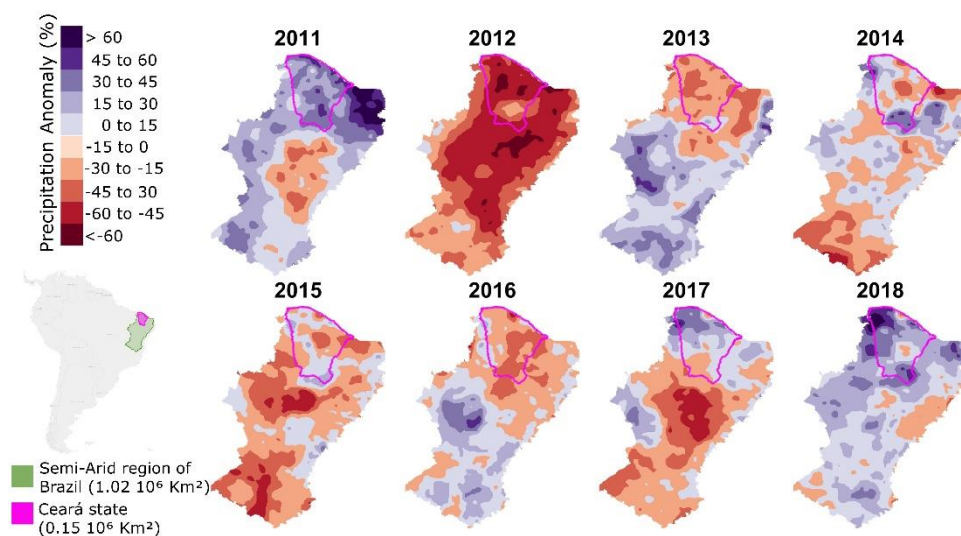 Precipitation Anomaly (%)
> 60
45 to 60
30 to 45
15 to 30
0 to 15
-15 to 0
-30 to -15
-45 to 30
-60 to -45
<-60
2011
2012
2013
2014
2015
2016
2017
2018
Semi-Arid region of
Brazil (1.02 10⁶ Km²)
Ceará state
(0.15 10⁶ Km²)